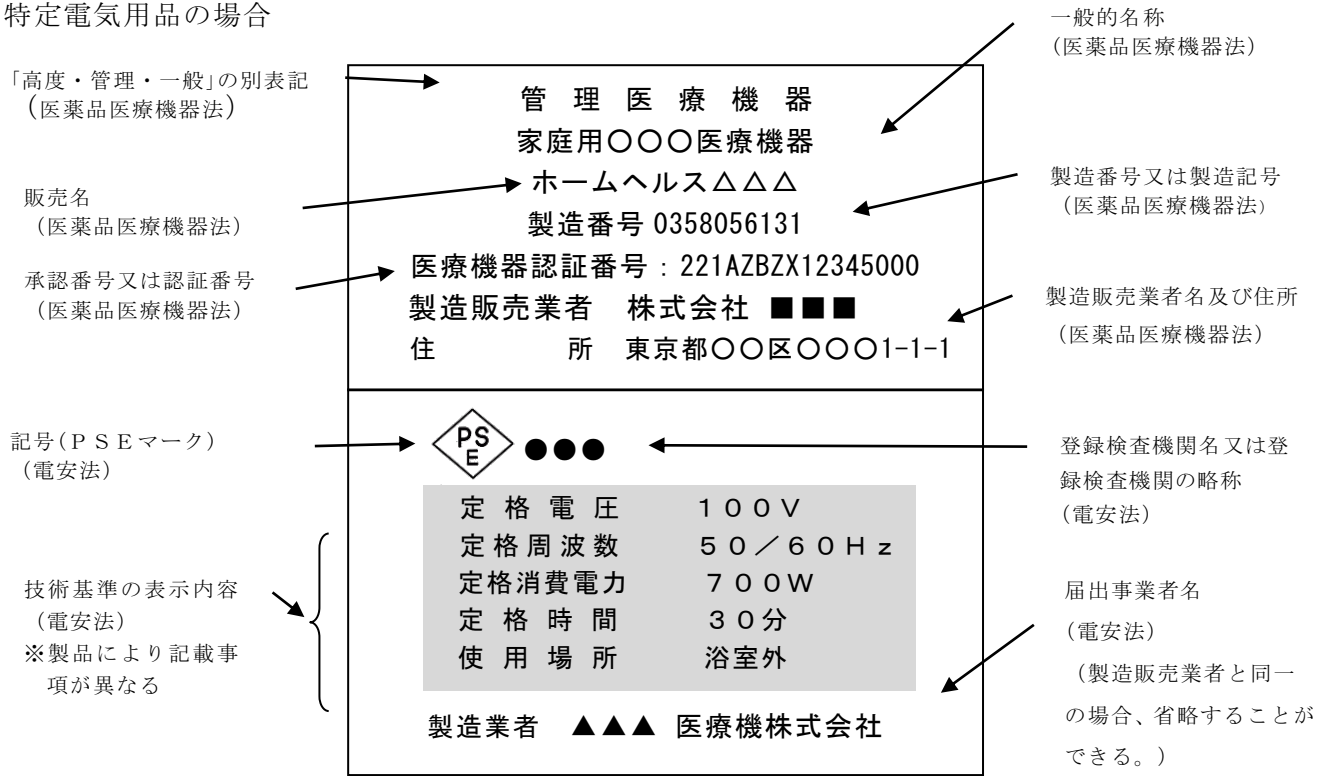 特定電気用品の場合
「高度・管理・一般」の別表記
(医薬品医療機器法)
販売名
(医薬品医療機器法)
承認番号又は認証番号
(医薬品医療機器法)
記号(PSEマーク)
(電安法)
技術基準の表示内容
(電安法)
※製品により記載事
項が異なる
管理医療機器
家庭用〇〇〇医療機器
ホームヘルス△△△
製造番号 0358056131
医療機器認証番号:221AZBZX12345000
製造販売業者 株式会社 ■■■
住 所 東京都〇〇区〇〇〇1-1-1
PS
E
●●●
定格電圧 100V
定格周波数 50/60Hz
定格消費電力 700W
定格時間 30分
使用場所 浴室外
製造業者 ▲▲▲ 医療機株式会社
一般的名称
(医薬品医療機器法)
製造番号又は製造記号
(医薬品医療機器法)
製造販売業者名及び住所
(医薬品医療機器法)
登録検査機関名又は登
録検査機関の略称
(電安法)
届出事業者名
(電安法)
(製造販売業者と同一
の場合、省略することが
できる。)